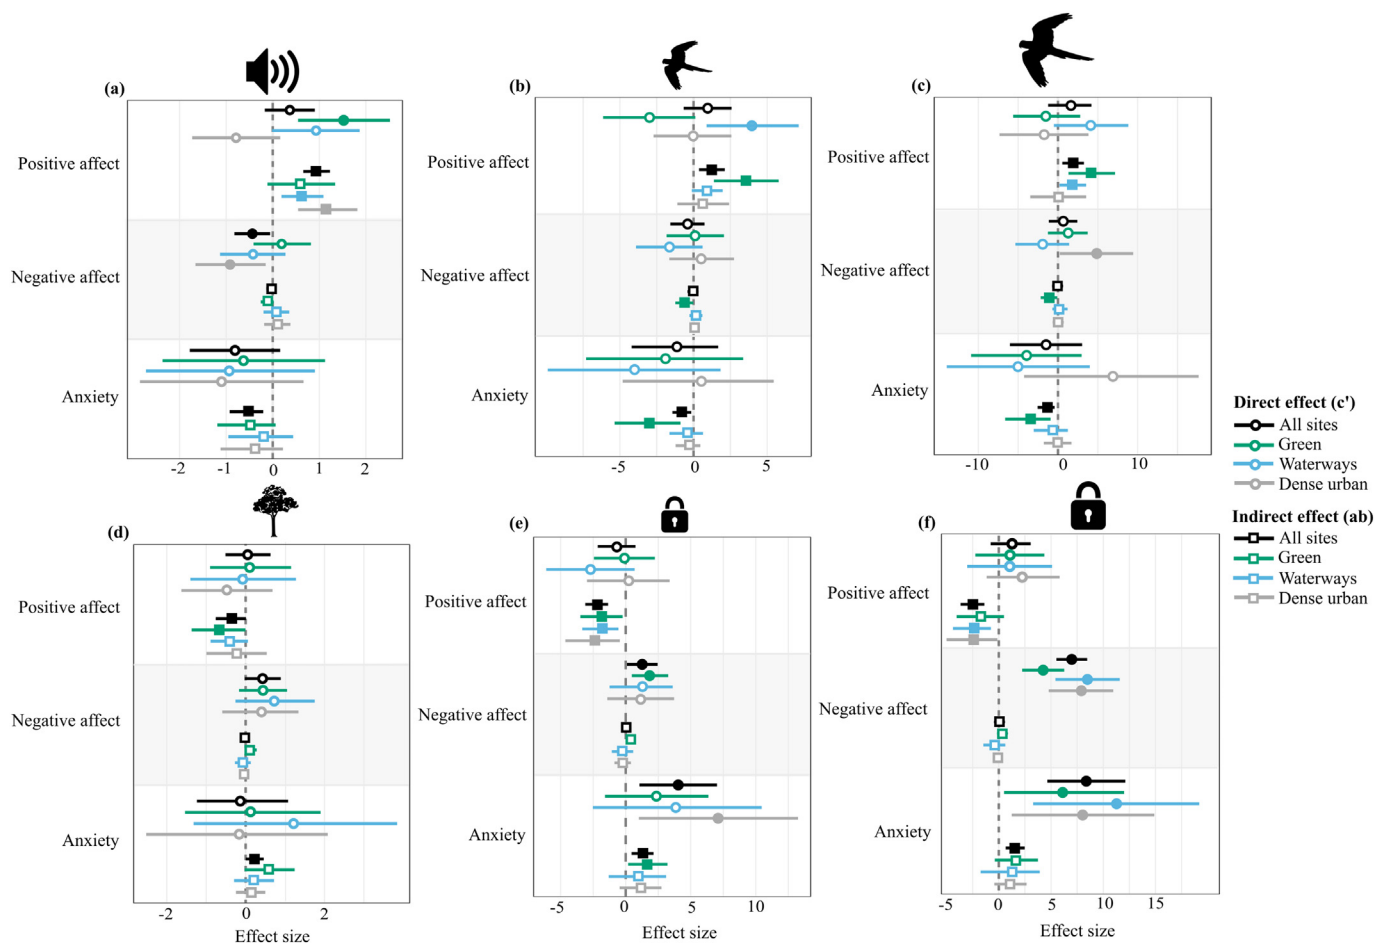 (a)
Positive affect
Negative affect
Anxiety
-2 -1 0 1 2
(b)
Positive affect
Negative affect
Anxiety
-5 0 5
(c)
Positive affect
Negative affect
Anxiety
-10 0 10
Direct effect (c')
All sites
Green
Waterways
Dense urban
Indirect effect (ab)
All sites
Green
Waterways
Dense urban
(d)
Positive affect
Negative affect
Anxiety
-2 0 2
Effect size
(e)
Positive affect
Negative affect
Anxiety
-5 0 5 10
Effect size
(f)
Positive affect
Negative affect
Anxiety
-5 0 5 10 15
Effect size